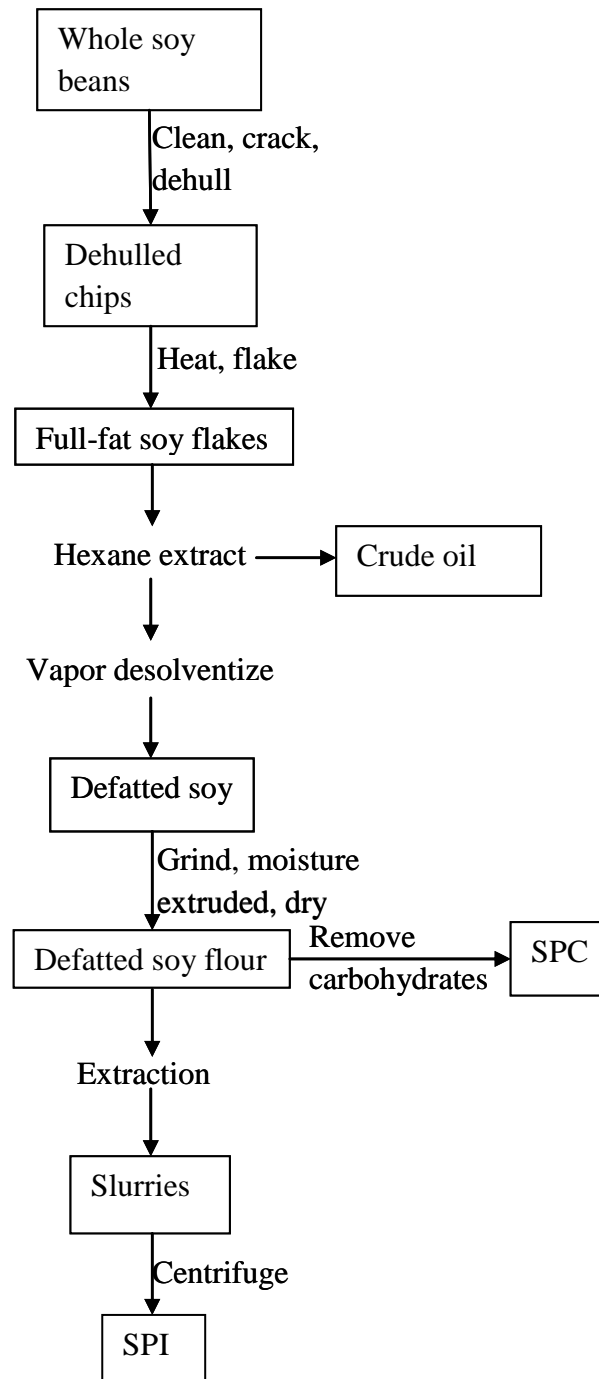 Whole soy
beans
Clean, crack,
dehull
Dehulled
chips
Heat, flake
Full-fat soy flakes
Hexane extract
Crude oil
Vapor desolventize
Defatted soy
Grind, moisture
extruded, dry
Defatted soy flour
Remove
carbohydrates
SPC
Extraction
Slurries
Centrifuge
SPI